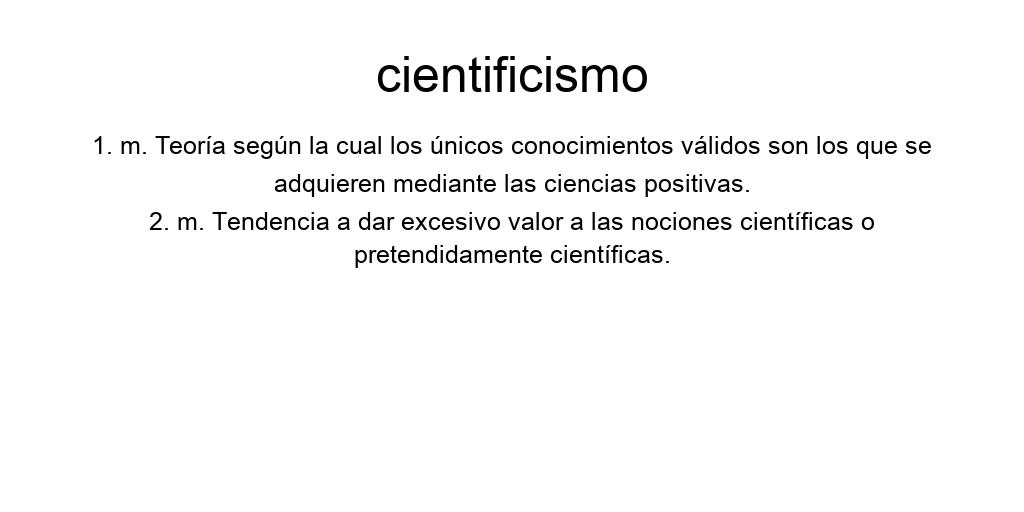 cientificismo
1. m. Teoría según la cual los únicos conocimientos válidos son los que se
adquieren mediante las ciencias positivas.
2. m. Tendencia a dar excesivo valor a las nociones científicas o
pretendidamente científicas.